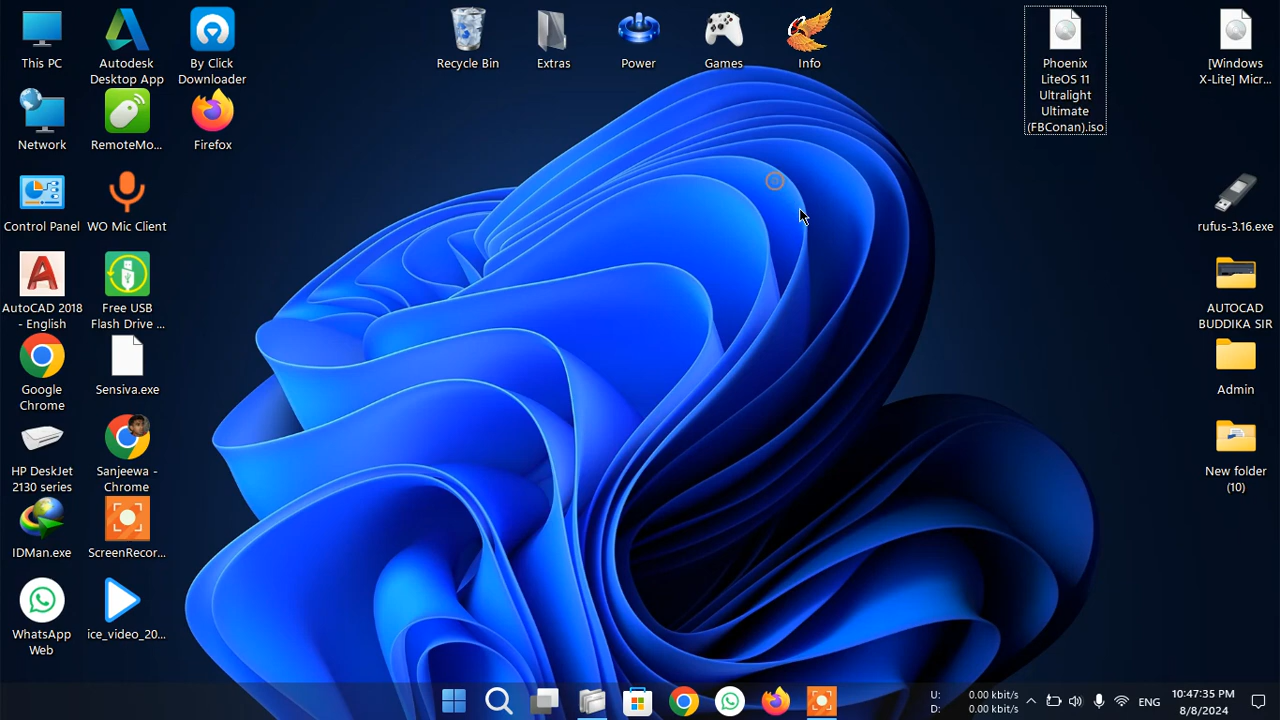 This PC
Autodesk
Desktop App
By Click
Downloader
Recycle Bin
Extras
Power
Games
Info
Phoenix
LiteOS 11
Ultralight
Ultimate
(FBConan).iso
[Windows
X-Lite] Micr...
Network
RemoteMo...
Firefox
Control Panel
WO Mic Client
rufus-3.16.exe
AutoCAD 2018
- English
Free USB
Flash Drive ...
AUTOCAD
BUDDIKA SIR
Google
Chrome
Sensiva.exe
Admin
HP DeskJet
2130 series
Sanjeewa -
Chrome
New folder
(10)
IDMan.exe
ScreenRecor...
WhatsApp
Web
ice_video_20...
U: 0.00 kbit/s
D: 0.00 kbit/s
ENG
10:47:35 PM
8/8/2024